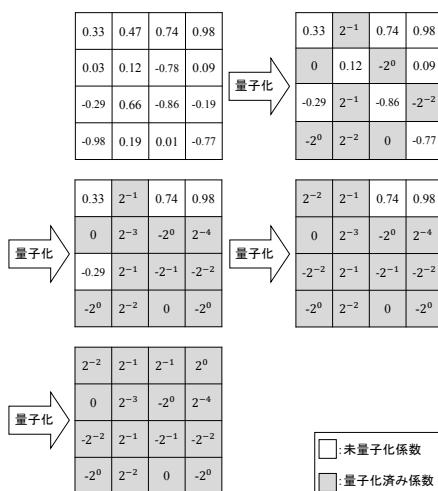 0.33 0.47 0.74 0.98
0.03 0.12 -0.78 0.09
-0.29 0.66 -0.86 -0.19
-0.98 0.19 0.01 -0.77
量子化
0.33 2⁻¹ 0.74 0.98
0 0.12 -2⁰ 0.09
-0.29 2⁻¹ -0.86 -2⁻²
-2⁰ 2⁻² 0 -0.77
量子化
0.33 2⁻¹ 0.74 0.98
0 2⁻³ -2⁰ 2⁻⁴
-0.29 2⁻¹ -2⁻¹ -2⁻²
-2⁰ 2⁻² 0 -2⁰
量子化
2⁻² 2⁻¹ 0.74 0.98
0 2⁻³ -2⁰ 2⁻⁴
-2⁻² 2⁻¹ -2⁻¹ -2⁻²
-2⁰ 2⁻² 0 -2⁰
量子化
2⁻² 2⁻¹ 2⁻¹ 2⁰
0 2⁻³ -2⁰ 2⁻⁴
-2⁻² 2⁻¹ -2⁻¹ -2⁻²
-2⁰ 2⁻² 0 -2⁰
:未量子化係数
:量子化済み係数